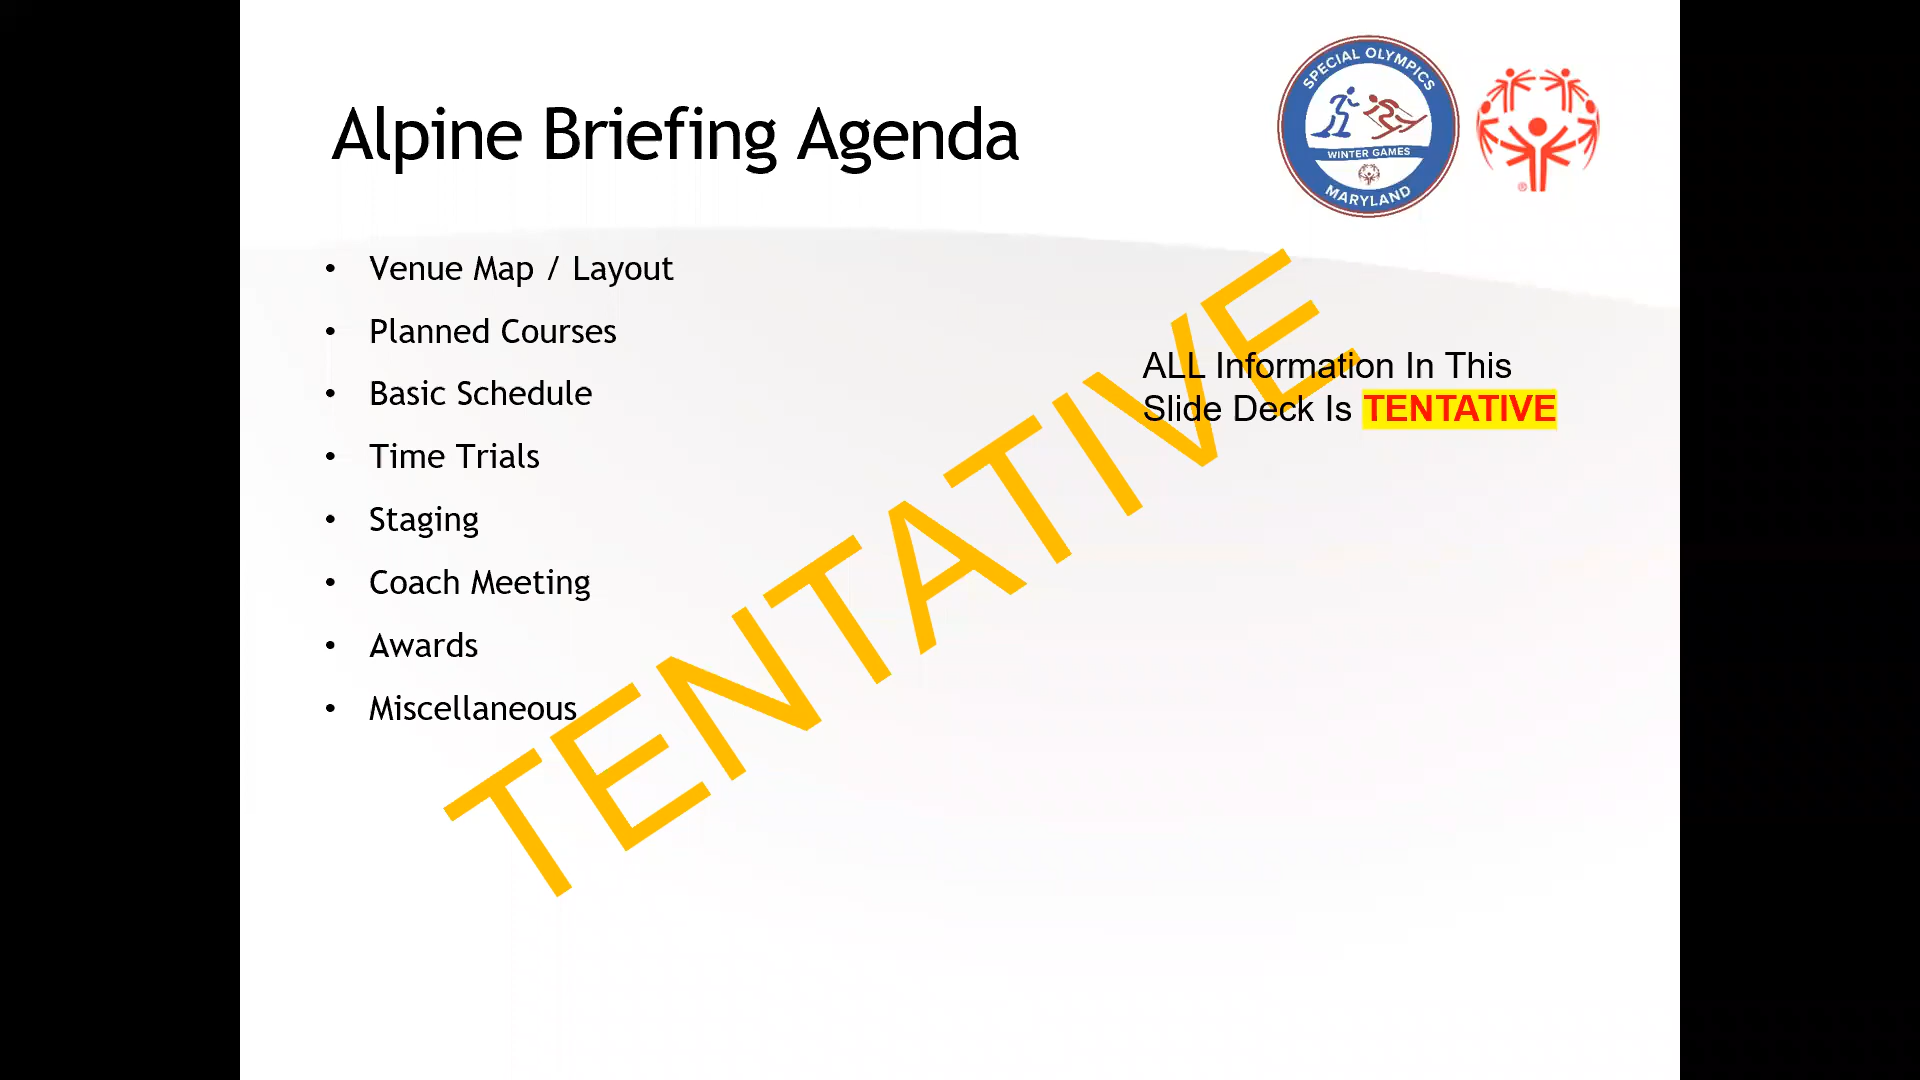 Alpine Briefing Agenda
SPECIAL OLYMPICS
WINTER GAMES
MARYLAND
®
• Venue Map / Layout
• Planned Courses
• Basic Schedule
• Time Trials
• Staging
• Coach Meeting
• Awards
• Miscellaneous
ALL Information In This
Slide Deck Is TENTATIVE
TENTATIVE